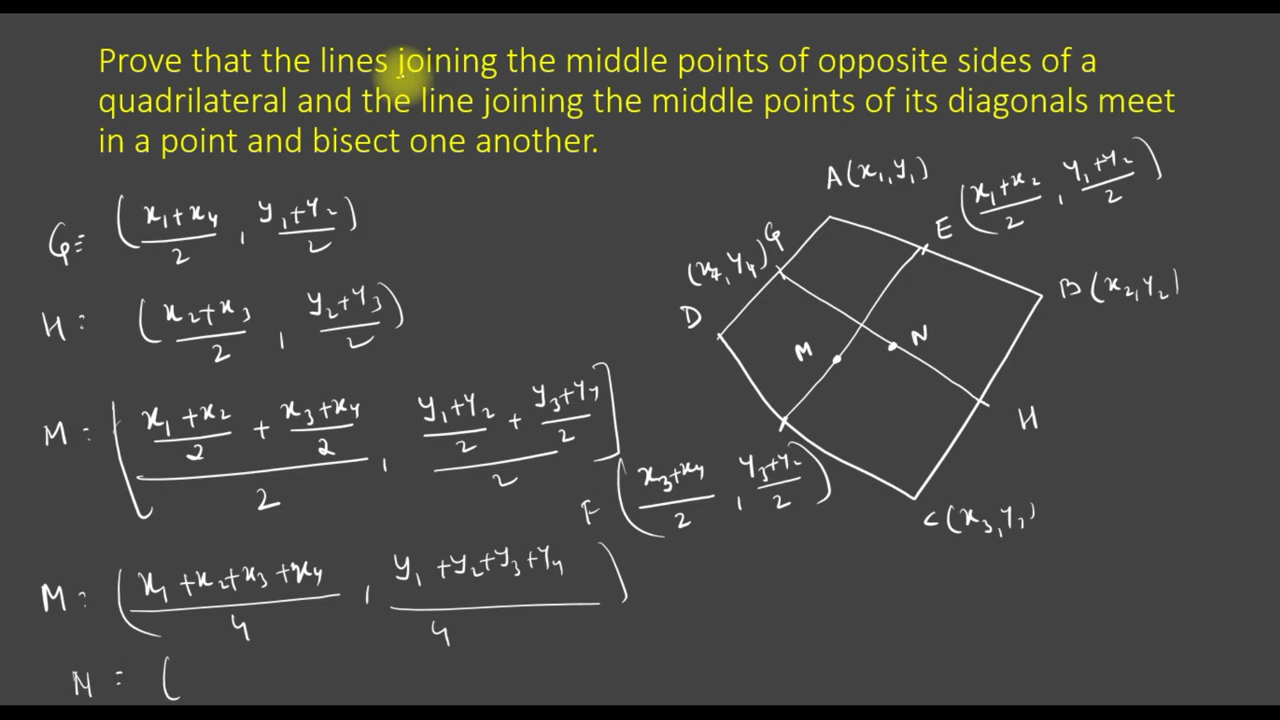 Prove that the lines joining the middle points of opposite sides of a
quadrilateral and the line joining the middle points of its diagonals meet
in a point and bisect one another.
A(x₁,y₁)
E ((x₁+x₂)/2 , (y₁+y₂)/2)
G= ((x₁+x₄)/2 , (y₁+y₂)/2)
(x₄,y₄) G
B(x₂,y₂)
H: ((x₂+x₃)/2 , (y₂+y₃)/2)
D
M
N
M: [((x₁+x₂)/2 + (x₃+x₄)/2)/2 , ((y₁+y₂)/2 + (y₃+y₄)/2)/2]
H
F ((x₃+x₄)/2 , (y₃+y₂)/2)
C(x₃,y₃)
M: ((x₁+x₂+x₃+x₄)/4 , (y₁+y₂+y₃+y₄)/4)
N = (